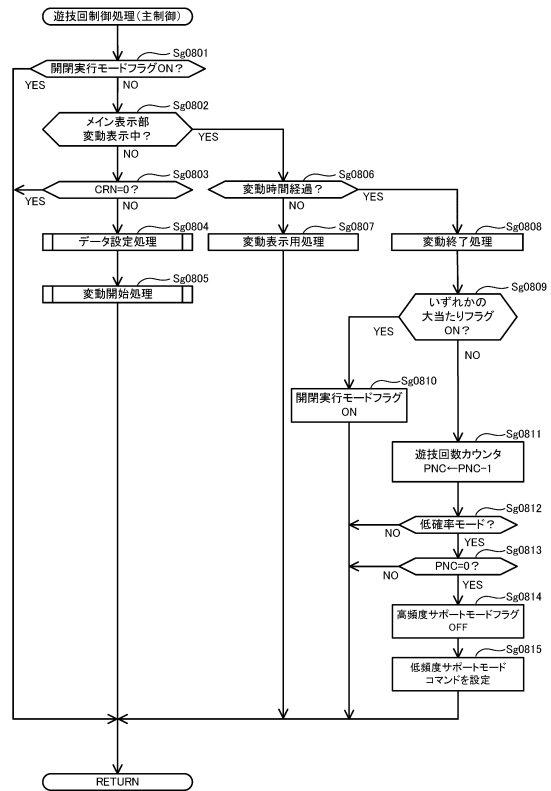 遊技回制御処理(主制御)
Sg0801
開閉実行モードフラグON?
YES
NO
Sg0802
メイン表示部
変動表示中?
YES
NO
Sg0803
CRN=0?
YES
NO
Sg0804
データ設定処理
Sg0805
変動開始処理
Sg0806
変動時間経過?
YES
NO
Sg0807
変動表示用処理
Sg0808
変動終了処理
Sg0809
いずれかの
大当たりフラグ
ON?
YES
NO
Sg0810
開閉実行モードフラグ
ON
Sg0811
遊技回数カウンタ
PNC←PNC-1
Sg0812
低確率モード?
NO
YES
Sg0813
PNC=0?
NO
YES
Sg0814
高頻度サポートモードフラグ
OFF
Sg0815
低頻度サポートモード
コマンドを設定
RETURN